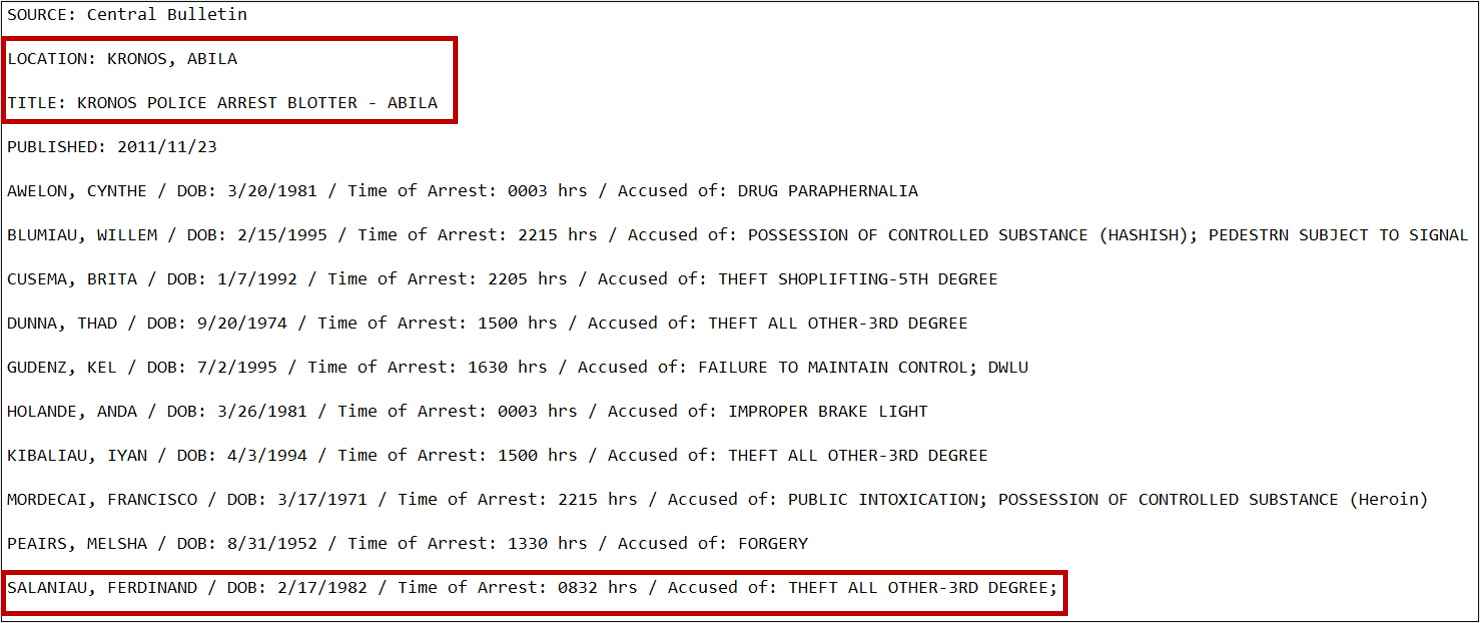 SOURCE: Central Bulletin
LOCATION: KRONOS, ABILA
TITLE: KRONOS POLICE ARREST BLOTTER - ABILA
PUBLISHED: 2011/11/23
AWELON, CYNTHE / DOB: 3/20/1981 / Time of Arrest: 0003 hrs / Accused of: DRUG PARAPHERNALIA
BLUMIAU, WILLEM / DOB: 2/15/1995 / Time of Arrest: 2215 hrs / Accused of: POSSESSION OF CONTROLLED SUBSTANCE (HASHISH); PEDESTRN SUBJECT TO SIGNAL
CUSEMA, BRITA / DOB: 1/7/1992 / Time of Arrest: 2205 hrs / Accused of: THEFT SHOPLIFTING-5TH DEGREE
DUNNA, THAD / DOB: 9/20/1974 / Time of Arrest: 1500 hrs / Accused of: THEFT ALL OTHER-3RD DEGREE
GUDENZ, KEL / DOB: 7/2/1995 / Time of Arrest: 1630 hrs / Accused of: FAILURE TO MAINTAIN CONTROL; DWLU
HOLANDE, ANDA / DOB: 3/26/1981 / Time of Arrest: 0003 hrs / Accused of: IMPROPER BRAKE LIGHT
KIBALIAU, IYAN / DOB: 4/3/1994 / Time of Arrest: 1500 hrs / Accused of: THEFT ALL OTHER-3RD DEGREE
MORDECAI, FRANCISCO / DOB: 3/17/1971 / Time of Arrest: 2215 hrs / Accused of: PUBLIC INTOXICATION; POSSESSION OF CONTROLLED SUBSTANCE (Heroin)
PEAIRS, MELSHA / DOB: 8/31/1952 / Time of Arrest: 1330 hrs / Accused of: FORGERY
SALANIAU, FERDINAND / DOB: 2/17/1982 / Time of Arrest: 0832 hrs / Accused of: THEFT ALL OTHER-3RD DEGREE;